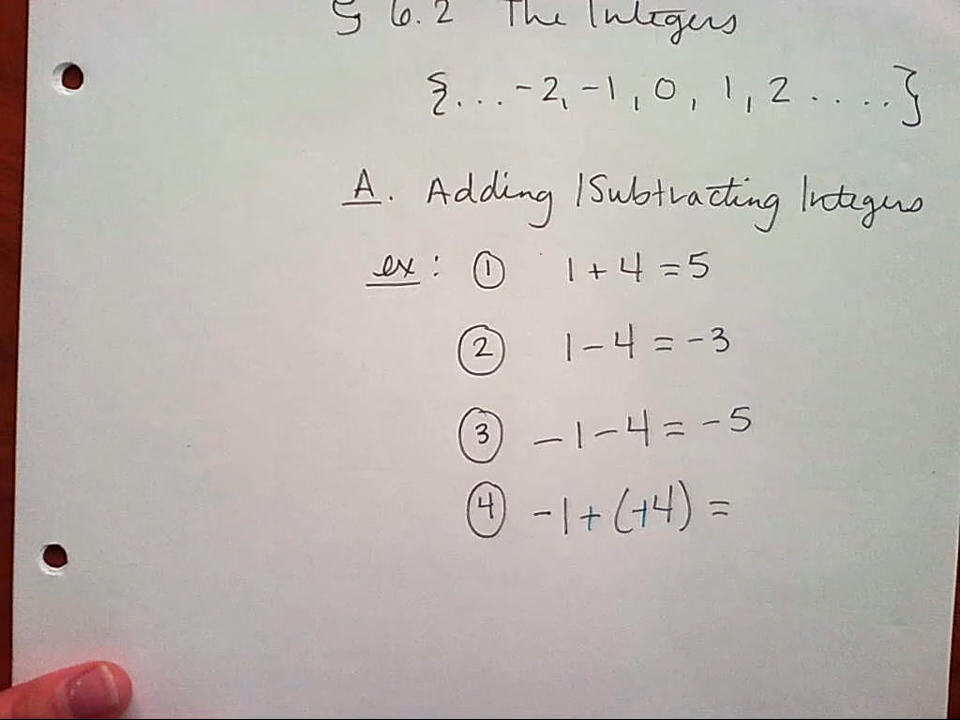 § 6.2 The Integers
{... -2, -1, 0, 1, 2 ....}
A. Adding /Subtracting Integers
ex: ① 1 + 4 = 5
② 1 - 4 = -3
③ -1 - 4 = -5
④ -1 + (+4) =